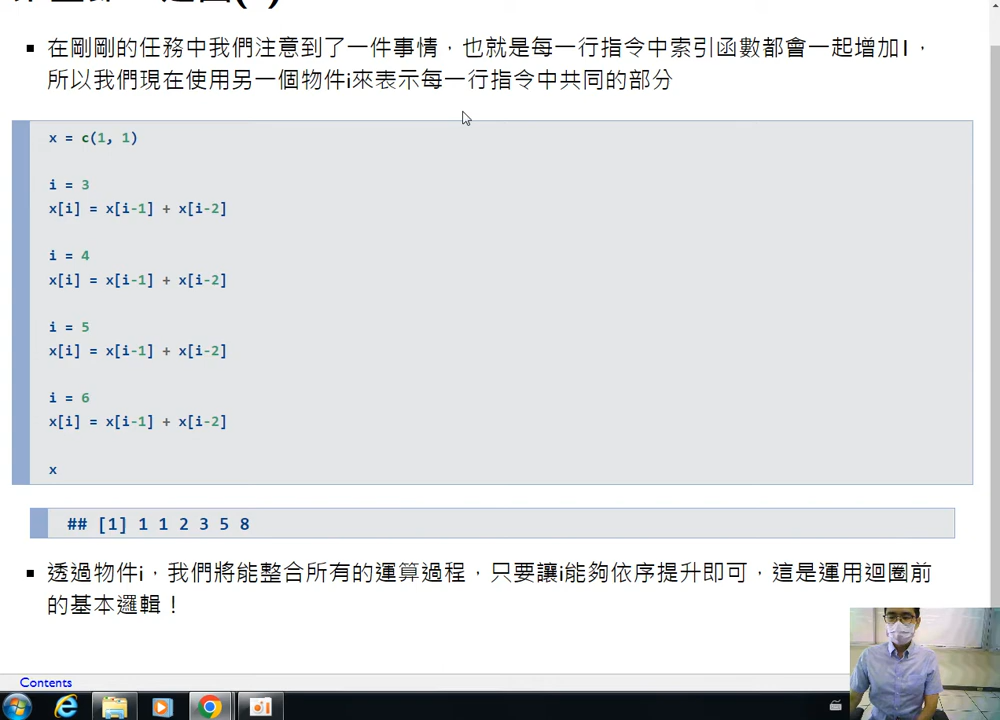 在剛剛的任務中我們注意到了一件事情，也就是每一行指令中索引函數都會一起增加1，
所以我們現在使用另一個物件i來表示每一行指令中共同的部分
x = c(1, 1)
i = 3
x[i] = x[i-1] + x[i-2]
i = 4
x[i] = x[i-1] + x[i-2]
i = 5
x[i] = x[i-1] + x[i-2]
i = 6
x[i] = x[i-1] + x[i-2]
x
## [1] 1 1 2 3 5 8
透過物件i，我們將能整合所有的運算過程，只要讓i能夠依序提升即可，這是運用迴圈前
的基本邏輯！
Contents